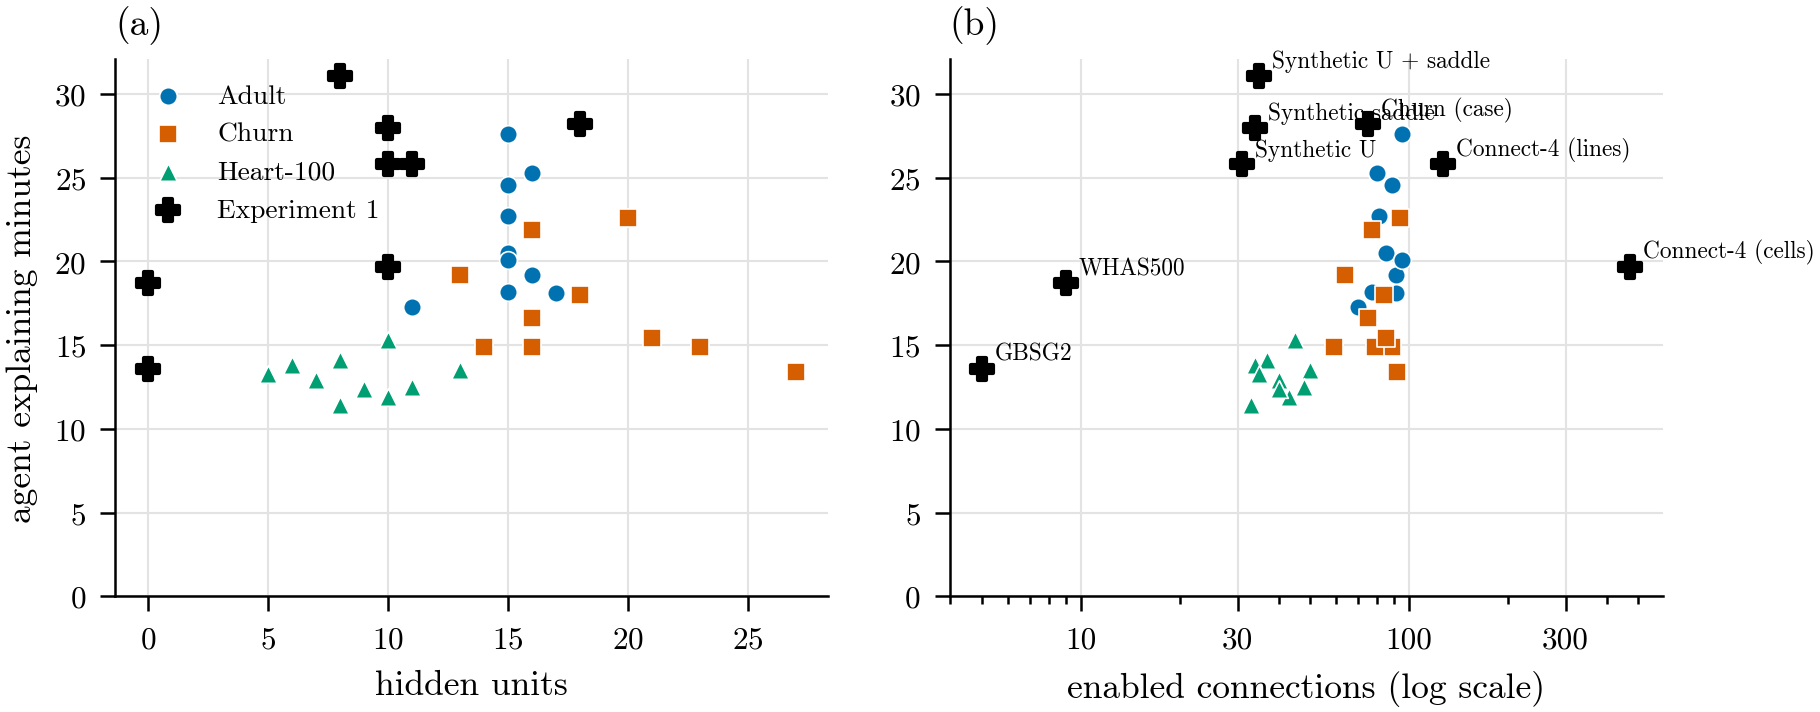 (a)
agent explaining minutes
30
25
20
15
10
5
0
0 5 10 15 20 25
hidden units
Adult
Churn
Heart-100
Experiment 1
(b)
30
25
20
15
10
5
0
10 30 100 300
enabled connections (log scale)
Synthetic U + saddle
Synthetic saddle
Churn (case)
Synthetic U
Connect-4 (lines)
Connect-4 (cells)
WHAS500
GBSG2